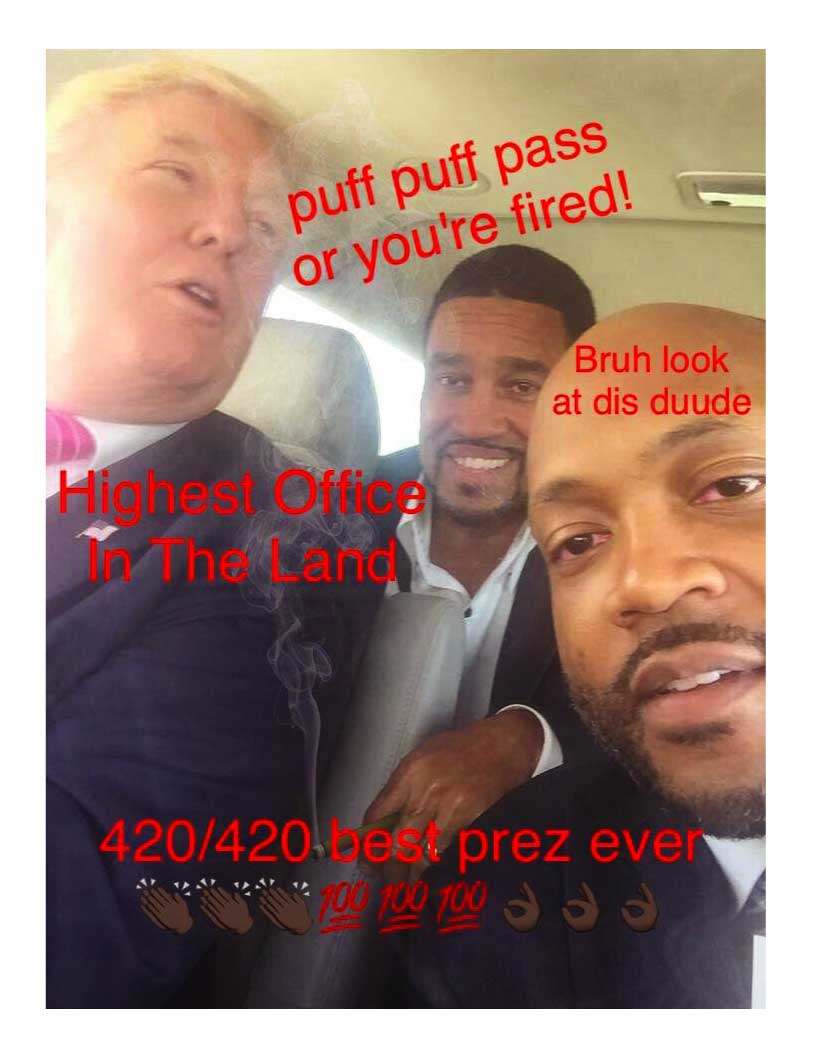 puff puff pass
or you're fired!
Bruh look
at dis duude
Highest Office
In The Land
420/420 best prez ever
👏🏿👏🏿👏🏿💯💯💯👌🏿👌🏿👌🏿